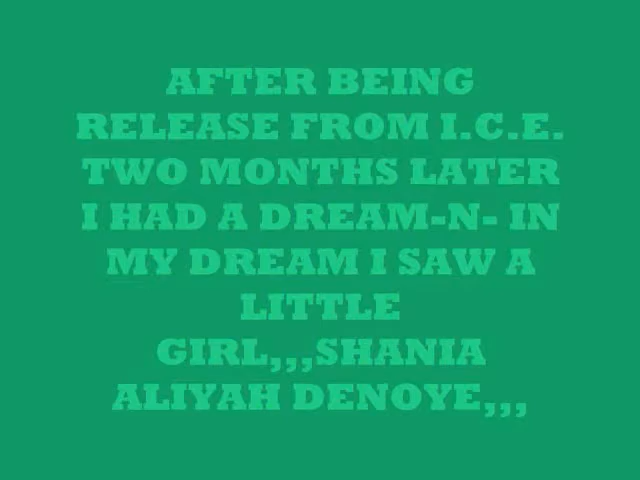 AFTER BEING
RELEASE FROM I.C.E.
TWO MONTHS LATER
I HAD A DREAM-N- IN
MY DREAM I SAW A
LITTLE
GIRL,,,SHANIA
ALIYAH DENOYE,,,